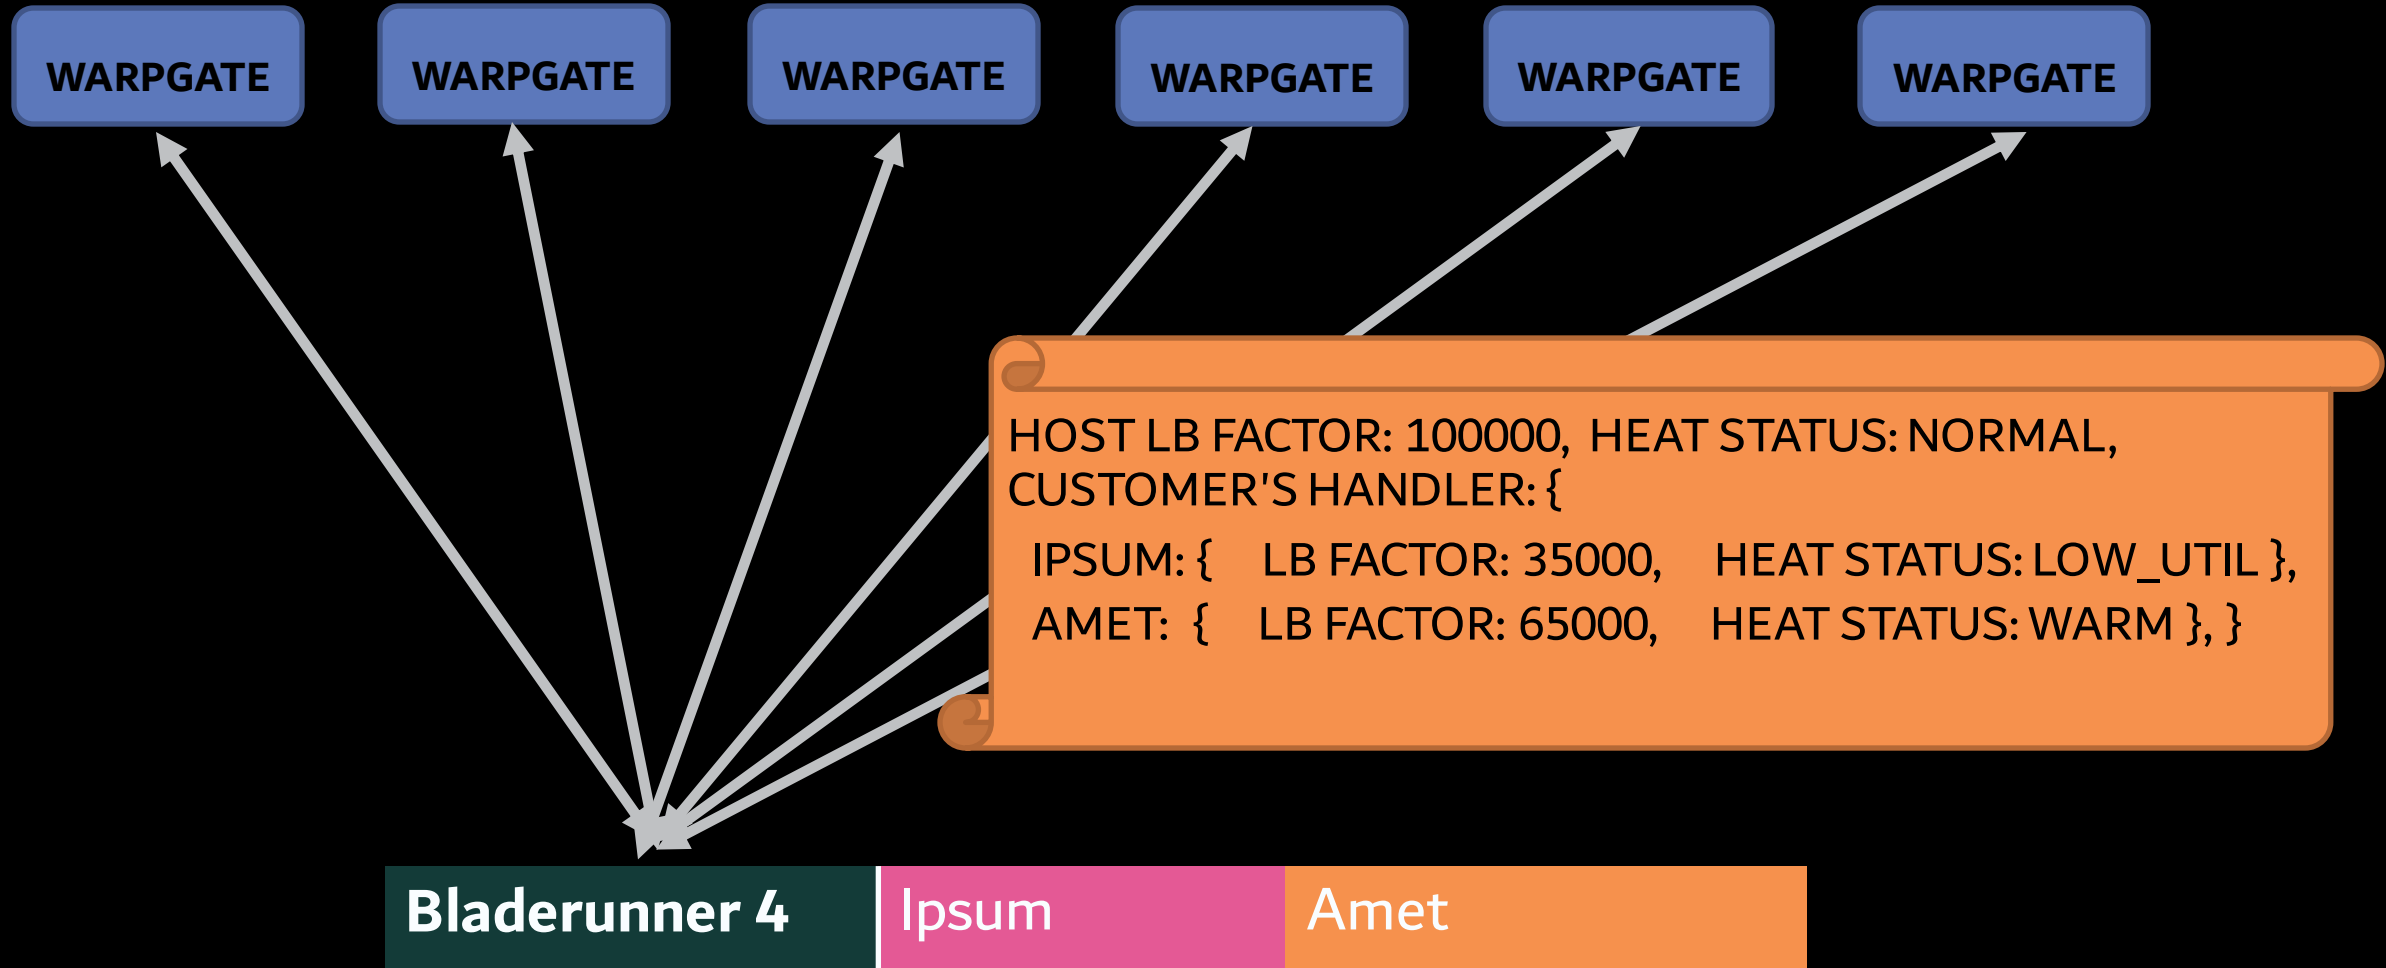 WARPGATE WARPGATE WARPGATE WARPGATE WARPGATE WARPGATE
HOST LB FACTOR: 100000, HEAT STATUS: NORMAL,
CUSTOMER'S HANDLER: {
IPSUM: { LB FACTOR: 35000, HEAT STATUS: LOW_UTIL },
AMET: { LB FACTOR: 65000, HEAT STATUS: WARM }, }
Bladerunner 4 Ipsum Amet